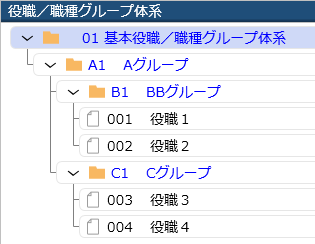 役職／職種グループ体系
01 基本役職／職種グループ体系
A1 Aグループ
B1 BBグループ
001 役職１
002 役職２
C1 Cグループ
003 役職３
004 役職４